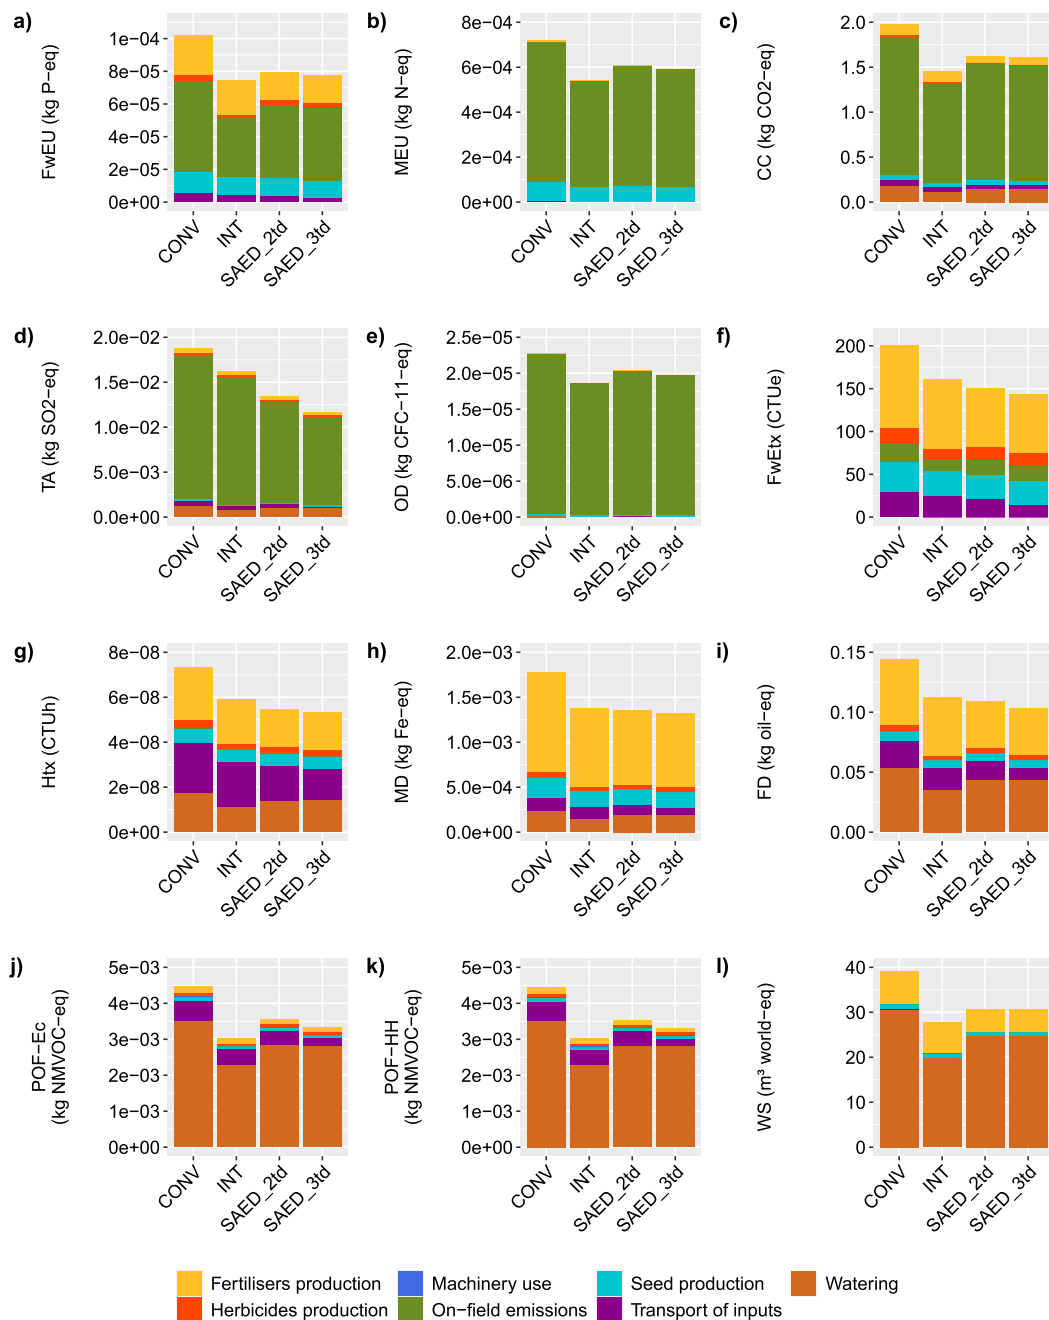 a)
FwEU (kg P−eq)
1e−04
8e−05
6e−05
4e−05
2e−05
0e+00
CONV
INT
SAED_2td
SAED_3td
b)
MEU (kg N−eq)
8e−04
6e−04
4e−04
2e−04
0e+00
CONV
INT
SAED_2td
SAED_3td
c)
CC (kg CO2−eq)
2.0
1.5
1.0
0.5
0.0
CONV
INT
SAED_2td
SAED_3td
d)
TA (kg SO2−eq)
2.0e−02
1.5e−02
1.0e−02
5.0e−03
0.0e+00
CONV
INT
SAED_2td
SAED_3td
e)
OD (kg CFC−11−eq)
2.5e−05
2.0e−05
1.5e−05
1.0e−05
5.0e−06
0.0e+00
CONV
INT
SAED_2td
SAED_3td
f)
FwEtx (CTUe)
200
150
100
50
0
CONV
INT
SAED_2td
SAED_3td
g)
Htx (CTUh)
8e−08
6e−08
4e−08
2e−08
0e+00
CONV
INT
SAED_2td
SAED_3td
h)
MD (kg Fe−eq)
2.0e−03
1.5e−03
1.0e−03
5.0e−04
0.0e+00
CONV
INT
SAED_2td
SAED_3td
i)
FD (kg oil−eq)
0.15
0.10
0.05
0.00
CONV
INT
SAED_2td
SAED_3td
j)
POF−Ec
(kg NMVOC−eq)
5e−03
4e−03
3e−03
2e−03
1e−03
0e+00
CONV
INT
SAED_2td
SAED_3td
k)
POF−HH
(kg NMVOC−eq)
5e−03
4e−03
3e−03
2e−03
1e−03
0e+00
CONV
INT
SAED_2td
SAED_3td
l)
WS (m³ world−eq)
40
30
20
10
0
CONV
INT
SAED_2td
SAED_3td
Fertilisers production
Herbicides production
Machinery use
On−field emissions
Seed production
Transport of inputs
Watering